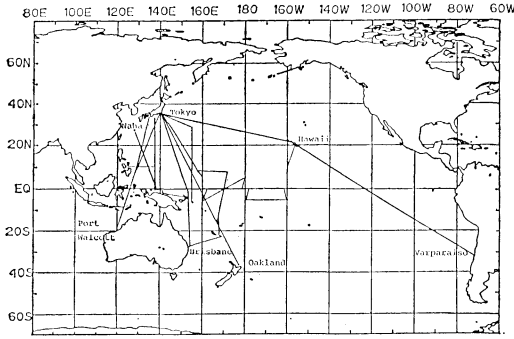 80E 100E 120E 140E 160E 180 160W 140W 120W 100W 80W 60W
60N
40N
Tokyo
Naha
Hawaii
20N
EQ
Port
20S
Walcott
Brisbane
Varparaiso
Oakland
40S
60S